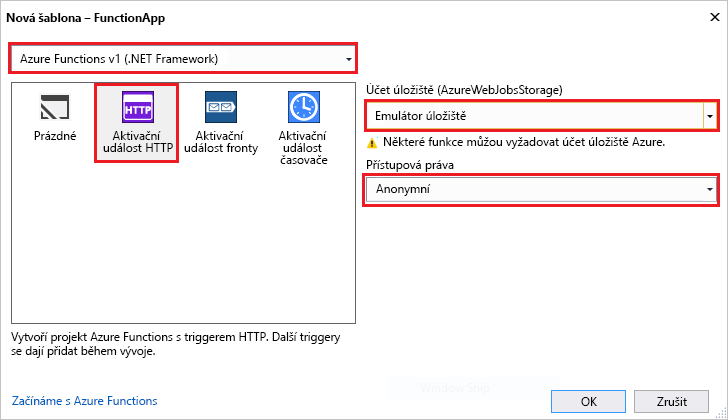 Nová šablona – FunctionApp
Azure Functions v1 (.NET Framework)
HTTP
Prázdné
Aktivační
událost HTTP
Aktivační
událost fronty
Aktivační
událost
časovače
Účet úložiště (AzureWebJobsStorage)
Emulátor úložiště
Některé funkce můžou vyžadovat účet úložiště Azure.
Přístupová práva
Anonymní
Vytvoří projekt Azure Functions s triggerem HTTP. Další triggery
se dají přidat během vývoje.
Window Snip
Začínáme s Azure Functions
OK
Zrušit